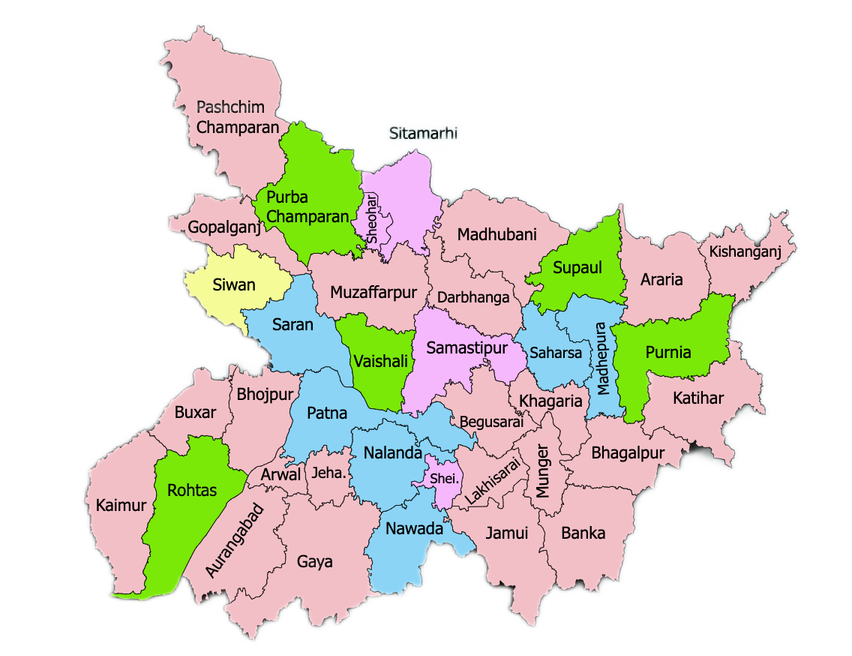 Sitamarhi
Pashchim
Champaran
Purba
Champaran
Sheohar
Gopalganj
Madhubani
Kishanganj
Siwan
Supaul
Araria
Muzaffarpur
Darbhanga
Saran
Vaishali
Samastipur
Saharsa
Madhepura
Purnia
Buxar
Bhojpur
Patna
Begusarai
Khagaria
Katihar
Nalanda
Bhagalpur
Kaimur
Rohtas
Arwal
Jeha.
Shei.
Lakhisarai
Munger
Aurangabad
Gaya
Nawada
Jamui
Banka